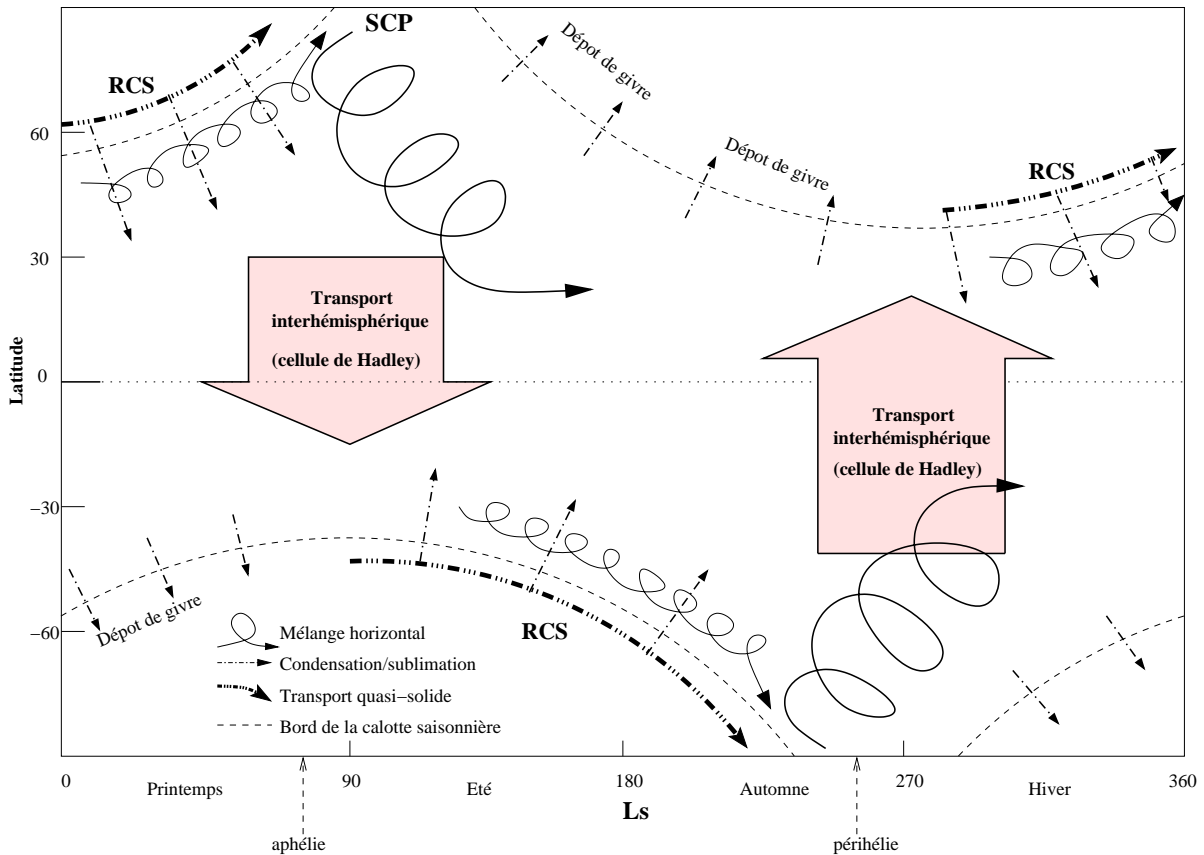 SCP
RCS
Dépot de givre
Dépot de givre
RCS
60
30
0
−30
−60
Latitude
Transport
interhémisphérique
(cellule de Hadley)
Transport
interhémisphérique
(cellule de Hadley)
Dépot de givre
RCS
Mélange horizontal
Condensation/sublimation
Transport quasi−solide
Bord de la calotte saisonnière
0
90
180
270
360
Printemps
Eté
Automne
Hiver
Ls
aphélie
périhélie